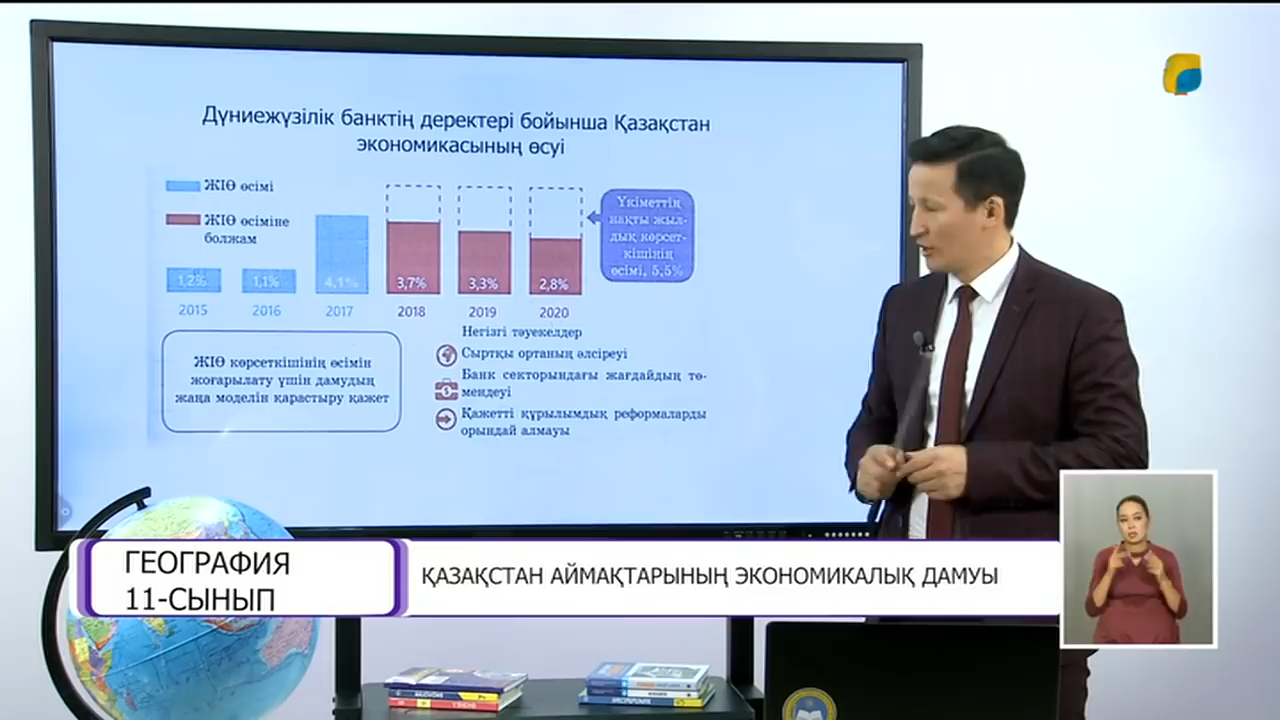 Дүниежүзілік банктің деректері бойынша Қазақстан
экономикасының өсуі
ЖІӨ өсімі
ЖІӨ өсіміне
болжам
1,2%
1,1%
4,1%
3,7%
3,3%
2,8%
2015
2016
2017
2018
2019
2020
Үкіметтің
нақты жыл-
дық көрсет-
кішінің
өсімі, 5,5%
ЖІӨ көрсеткішінің өсімін
жоғарылату үшін дамудың
жаңа моделін қарастыру қажет
Негізгі тәуекелдер
Сыртқы ортаның әлсіреуі
Банк секторындағы жағдайдың тө-
мендеуі
Қажетті құрылымдық реформаларды
орындай алмауы
ГЕОГРАФИЯ
11-СЫНЫП
ҚАЗАҚСТАН АЙМАҚТАРЫНЫҢ ЭКОНОМИКАЛЫҚ ДАМУЫ